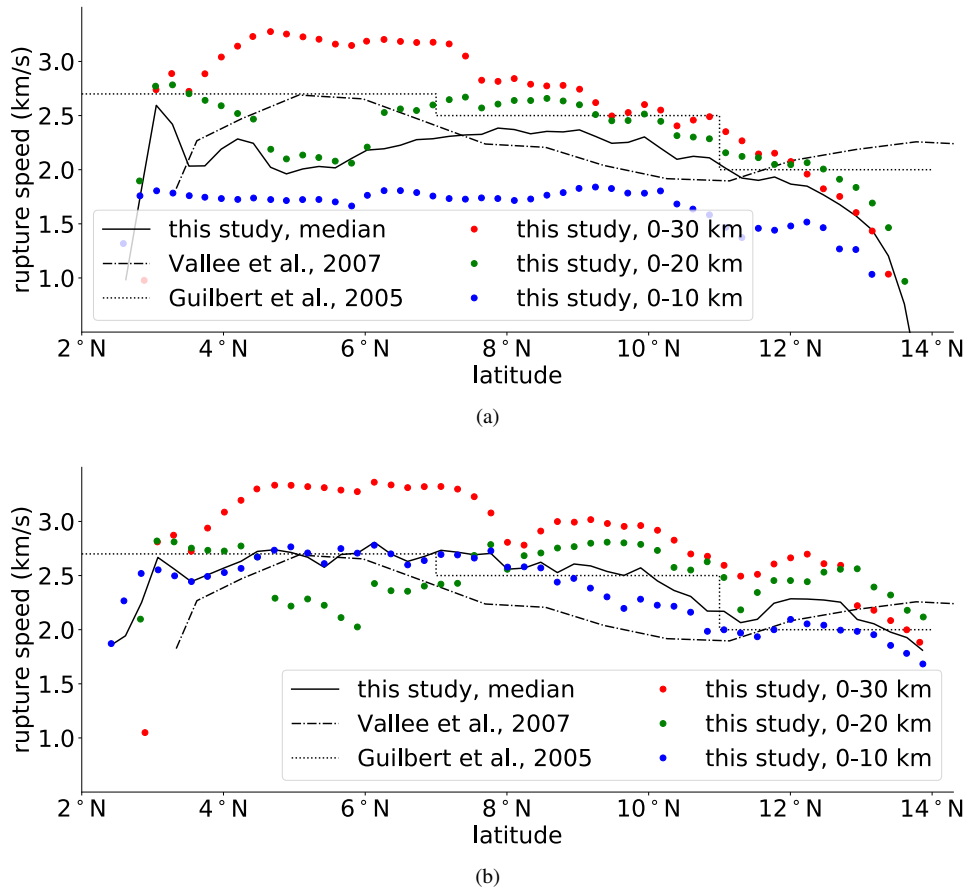 rupture speed (km/s)
3.0
2.5
2.0
1.5
1.0
this study, median
Vallee et al., 2007
Guilbert et al., 2005
this study, 0-30 km
this study, 0-20 km
this study, 0-10 km
2°N 4°N 6°N 8°N 10°N 12°N 14°N
latitude
(a)
rupture speed (km/s)
3.0
2.5
2.0
1.5
1.0
this study, median
Vallee et al., 2007
Guilbert et al., 2005
this study, 0-30 km
this study, 0-20 km
this study, 0-10 km
2°N 4°N 6°N 8°N 10°N 12°N 14°N
latitude
(b)